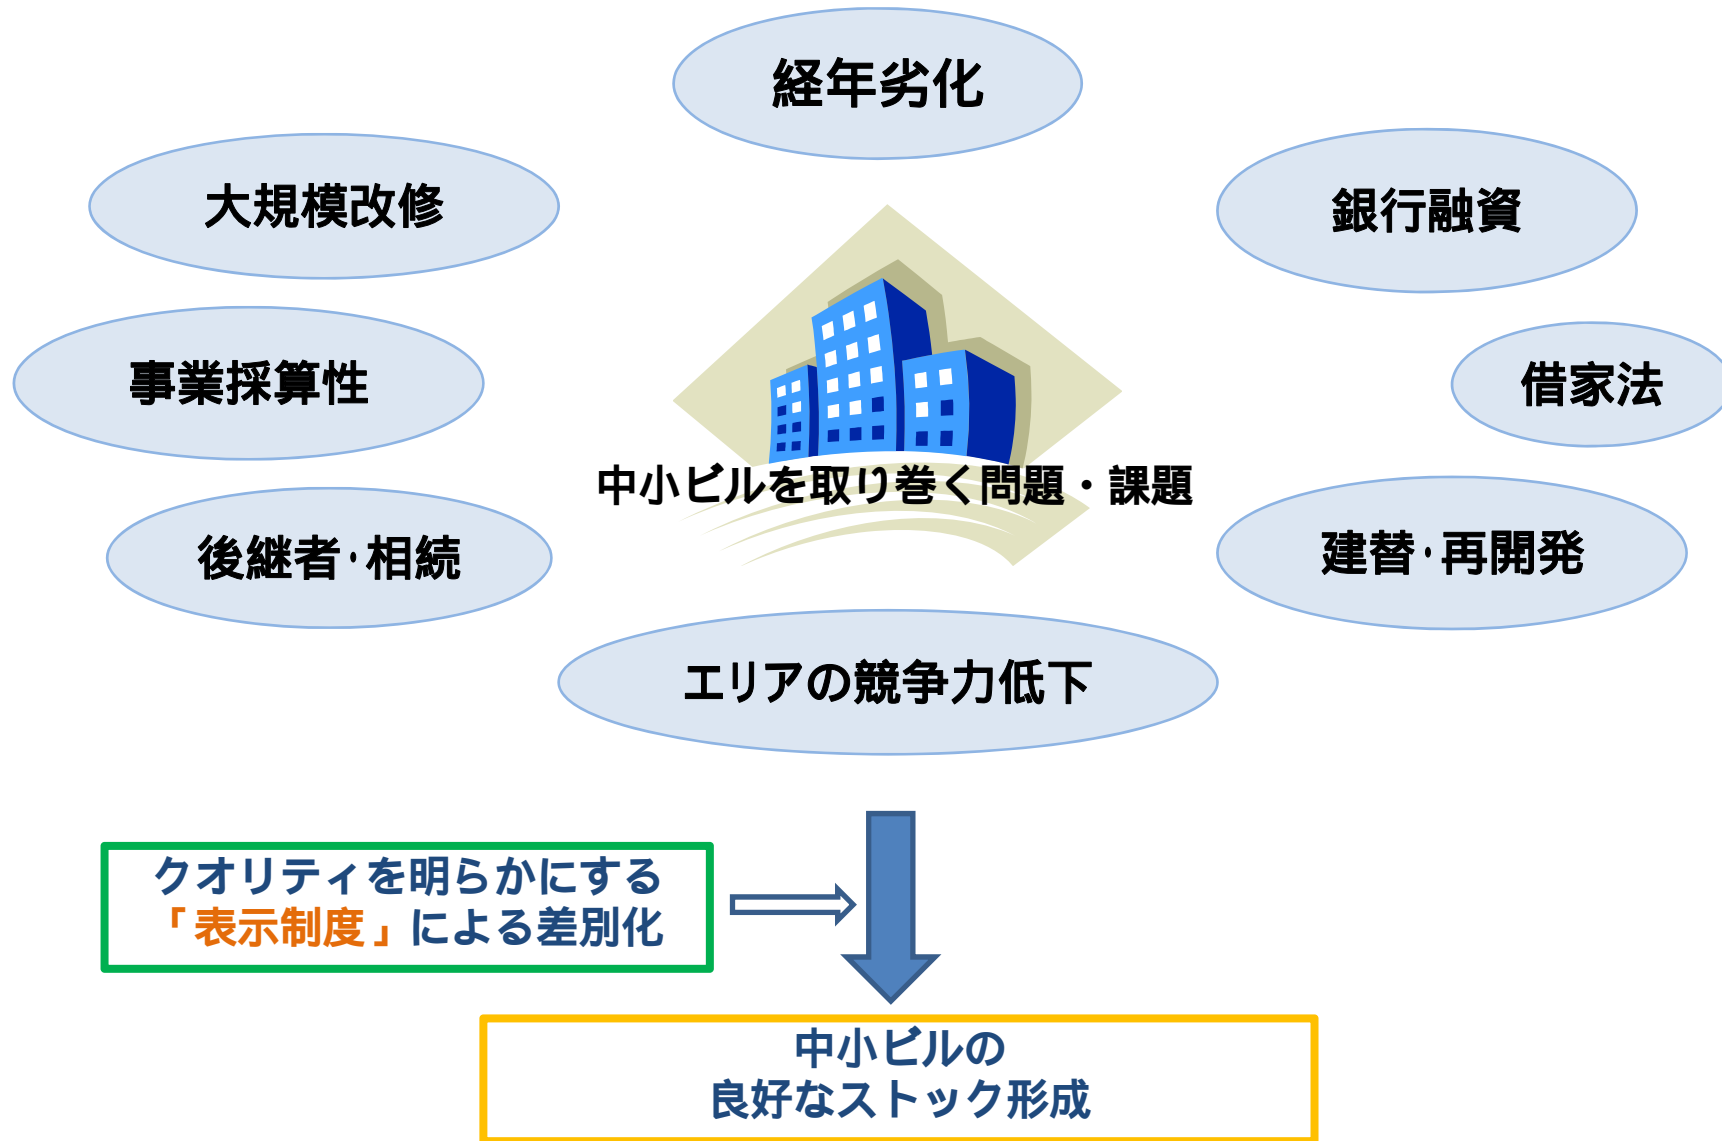 経年劣化
大規模改修
銀行融資
事業採算性
借家法
中小ビルを取り巻く問題・課題
後継者・相続
建替・再開発
エリアの競争力低下
クオリティを明らかにする
「表示制度」による差別化
中小ビルの
良好なストック形成